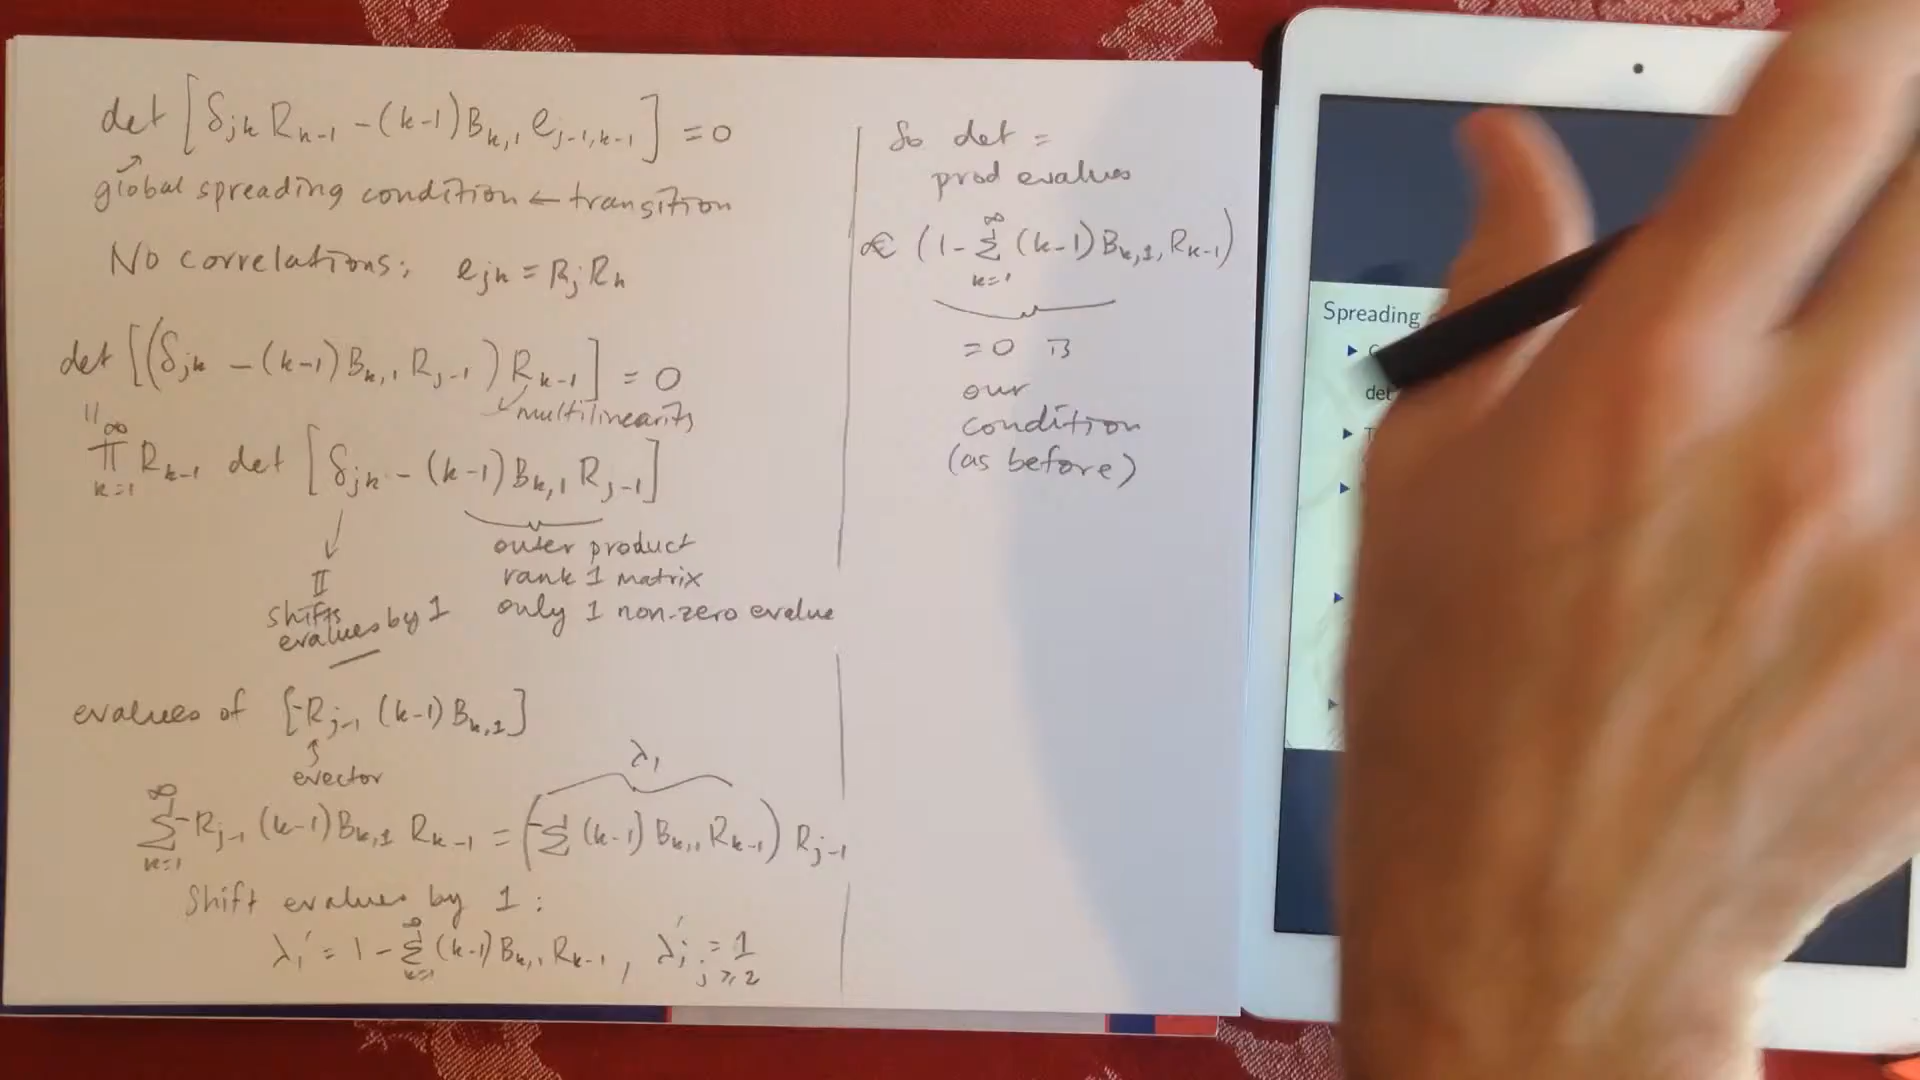 det [δjk Rk-1 - (k-1)Bk,1 ej-1,k-1] = 0
global spreading condition ← transition
No correlations: ejk = Rj Rk
det [(δjk - (k-1)Bk,1 Rj-1) Rk-1] = 0
multilinearity
∞
π Rk-1 det [δjk - (k-1)Bk,1 Rj-1]
k=1
outer product
rank 1 matrix
only 1 non-zero evalue
II
shifts
evalues by 1
evalues of [-Rj-1 (k-1)Bk,1]
evector
λ1
∞
Σ -Rj-1 (k-1)Bk,1 Rk-1 = (-Σ (k-1)Bk,1 Rk-1) Rj-1
k=1
Shift evalues by 1:
∞
λ1' = 1 - Σ (k-1)Bk,1 Rk-1, λj' = 1
k=1 j≥2
So det =
prod evalues
∞
(1 - Σ (k-1)Bk,1 Rk-1)
k=1
= 0 is
our
condition
(as before)
Spreading
det